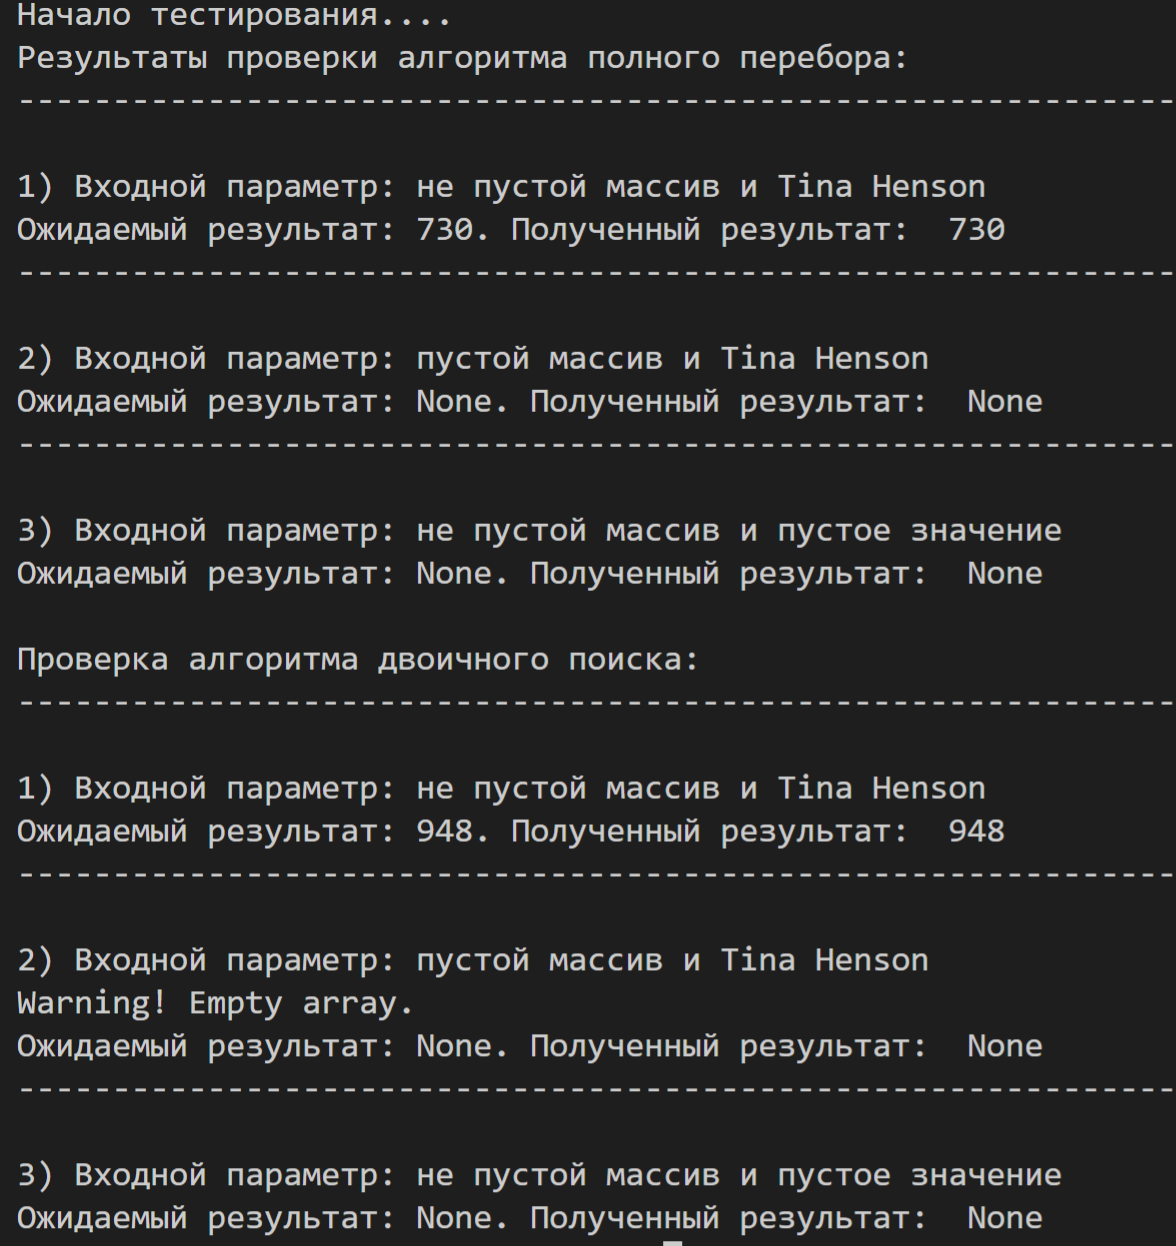 Начало тестирования....
Результаты проверки алгоритма полного перебора:
-------------------------------------------------------------
1) Входной параметр: не пустой массив и Tina Henson
Ожидаемый результат: 730. Полученный результат:  730
-------------------------------------------------------------
2) Входной параметр: пустой массив и Tina Henson
Ожидаемый результат: None. Полученный результат:  None
-------------------------------------------------------------
3) Входной параметр: не пустой массив и пустое значение
Ожидаемый результат: None. Полученный результат:  None
Проверка алгоритма двоичного поиска:
-------------------------------------------------------------
1) Входной параметр: не пустой массив и Tina Henson
Ожидаемый результат: 948. Полученный результат:  948
-------------------------------------------------------------
2) Входной параметр: пустой массив и Tina Henson
Warning! Empty array.
Ожидаемый результат: None. Полученный результат:  None
-------------------------------------------------------------
3) Входной параметр: не пустой массив и пустое значение
Ожидаемый результат: None. Полученный результат:  None